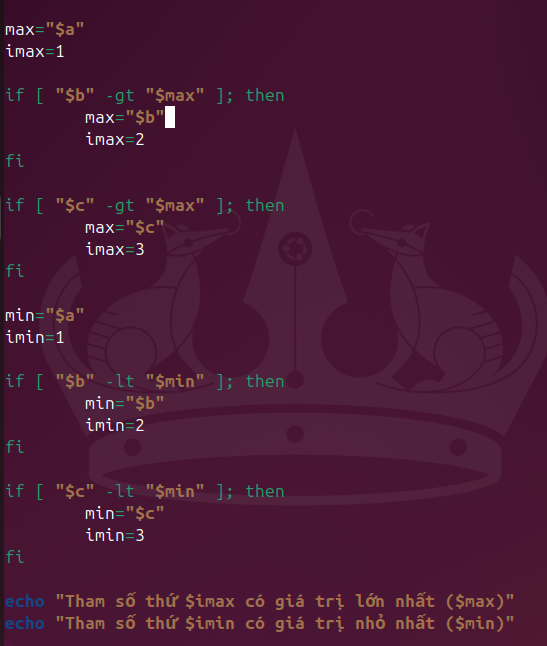 max="$a"
imax=1
if [ "$b" -gt "$max" ]; then
max="$b"
imax=2
fi
if [ "$c" -gt "$max" ]; then
max="$c"
imax=3
fi
min="$a"
imin=1
if [ "$b" -lt "$min" ]; then
min="$b"
imin=2
fi
if [ "$c" -lt "$min" ]; then
min="$c"
imin=3
fi
echo "Tham số thứ $imax có giá trị lớn nhất ($max)"
echo "Tham số thứ $imin có giá trị nhỏ nhất ($min)"